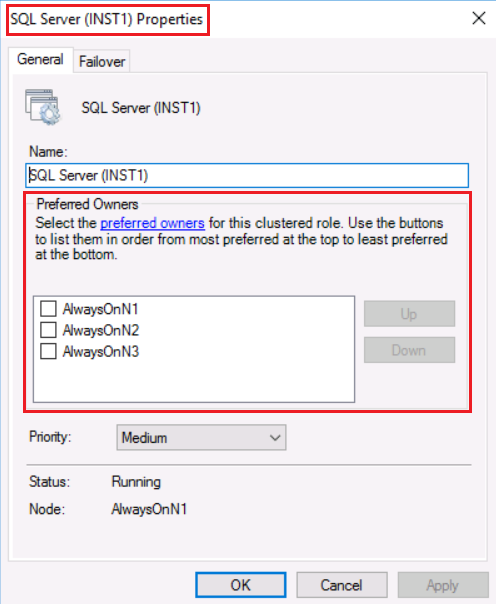 SQL Server (INST1) Properties
General
Failover
SQL Server (INST1)
Name:
SQL Server (INST1)
Preferred Owners
Select the preferred owners for this clustered role. Use the buttons
to list them in order from most preferred at the top to least preferred
at the bottom.
AlwaysOnN1
AlwaysOnN2
AlwaysOnN3
Up
Down
Priority:
Medium
Status:
Running
Node:
AlwaysOnN1
OK
Cancel
Apply